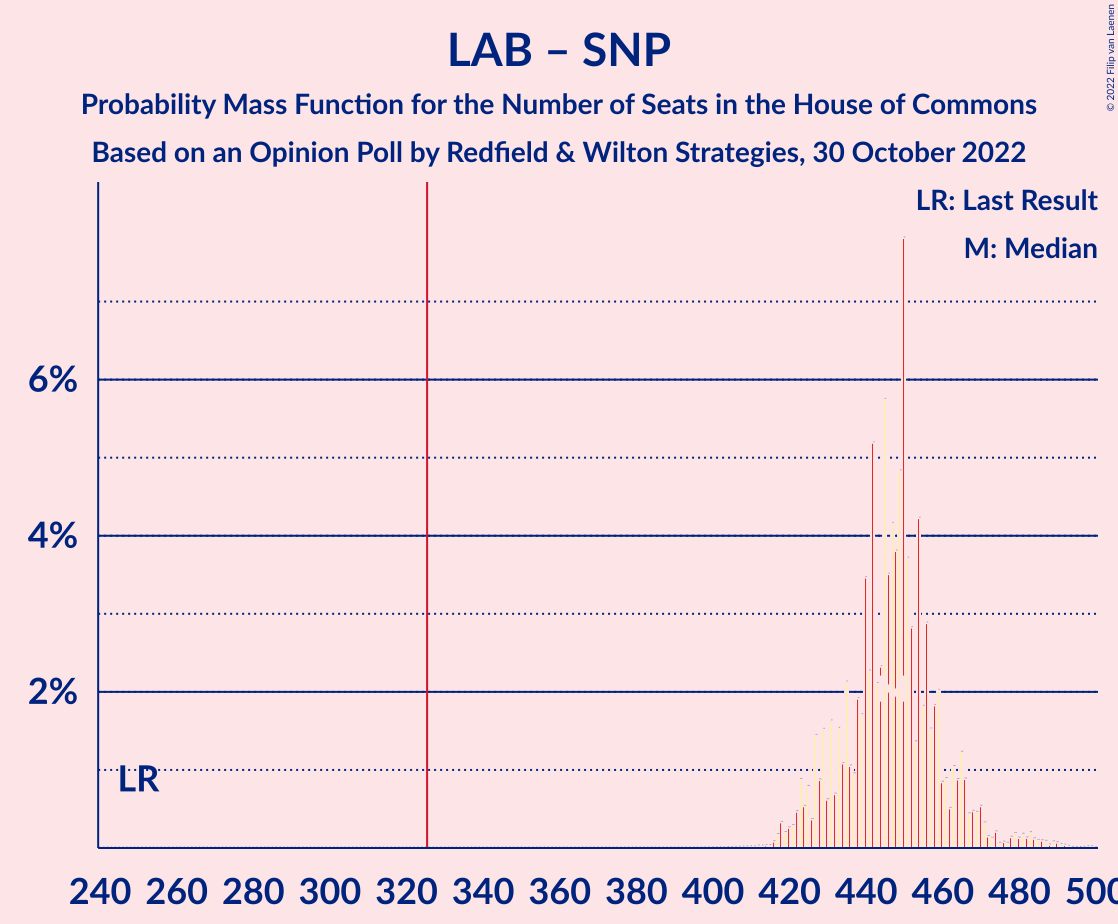 LAB – SNP
Probability Mass Function for the Number of Seats in the House of Commons
Based on an Opinion Poll by Redfield & Wilton Strategies, 30 October 2022
© 2022 Filip van Laenen
LR: Last Result
M: Median
6%
4%
2%
LR
240 260 280 300 320 340 360 380 400 420 440 460 480 500